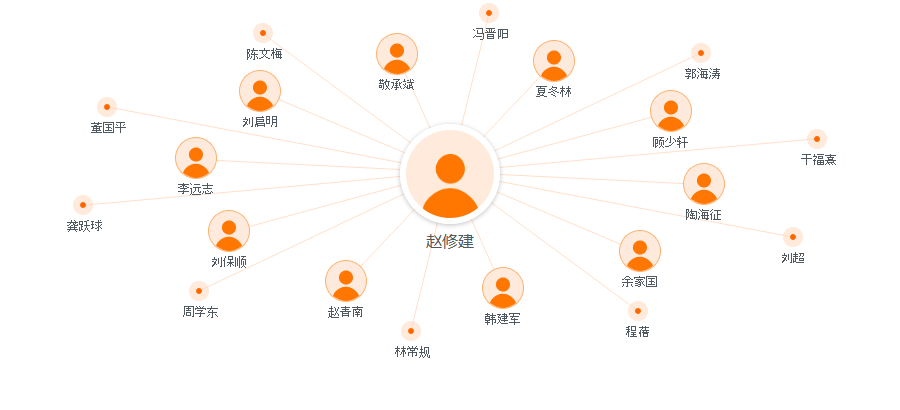 冯晋阳
陈文梅
郭海涛
敬承斌
夏冬林
刘启明
董国平
顾少轩
干福熹
李远志
陶海征
龚跃球
赵修建
刘保顺
刘超
余家国
周学东
赵青南
韩建军
程蓓
林常规